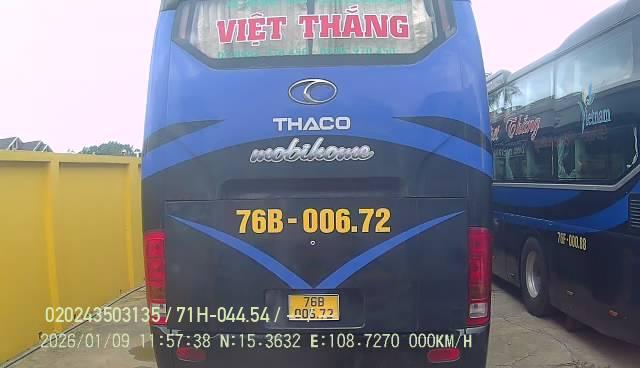 VIỆT THẮNG
THACO
mobihome
76B-006.72
76B
006.72
Thắng
Vietnam
76F-000.88
020243503135 / 71H-044.54 / --- / ---
2026/01/09 11:57:38 N:15.3632 E:108.7270 000KM/H